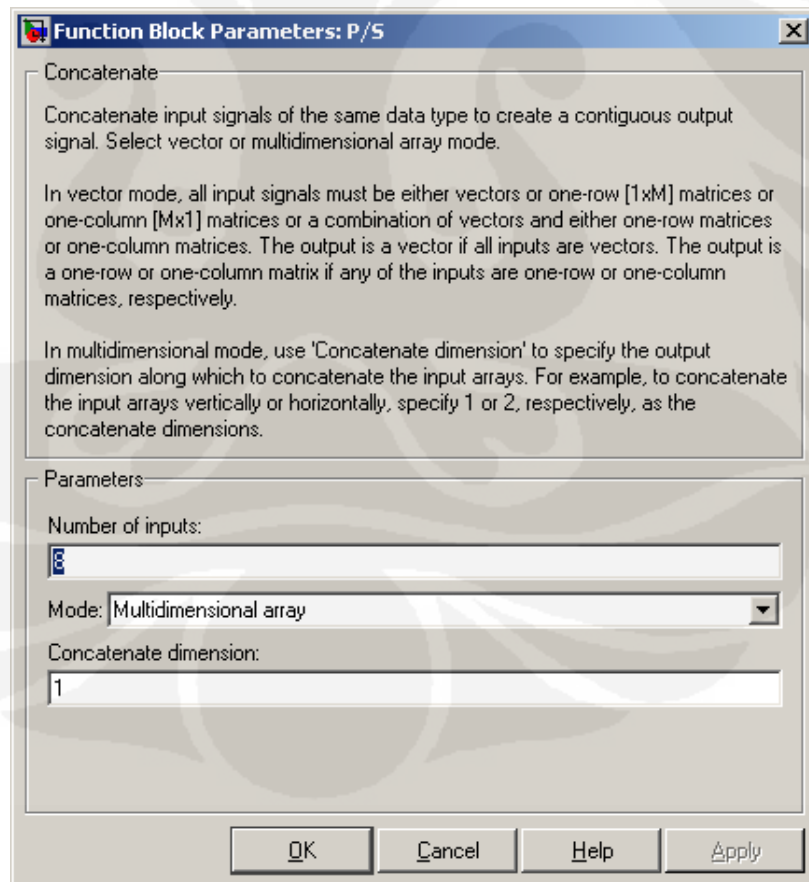 Function Block Parameters: P/S
Concatenate
Concatenate input signals of the same data type to create a contiguous output
signal. Select vector or multidimensional array mode.
In vector mode, all input signals must be either vectors or one-row [1xM] matrices or
one-column [Mx1] matrices or a combination of vectors and either one-row matrices
or one-column matrices. The output is a vector if all inputs are vectors. The output is
a one-row or one-column matrix if any of the inputs are one-row or one-column
matrices, respectively.
In multidimensional mode, use 'Concatenate dimension' to specify the output
dimension along which to concatenate the input arrays. For example, to concatenate
the input arrays vertically or horizontally, specify 1 or 2, respectively, as the
concatenate dimensions.
Parameters
Number of inputs:
8
Mode: Multidimensional array
Concatenate dimension:
1
OK Cancel Help Apply